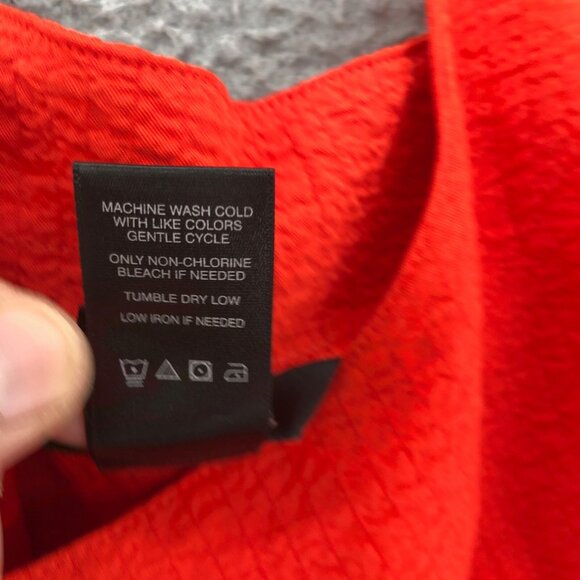 MACHINE WASH COLD
WITH LIKE COLORS
GENTLE CYCLE
ONLY NON-CHLORINE
BLEACH IF NEEDED
TUMBLE DRY LOW
LOW IRON IF NEEDED